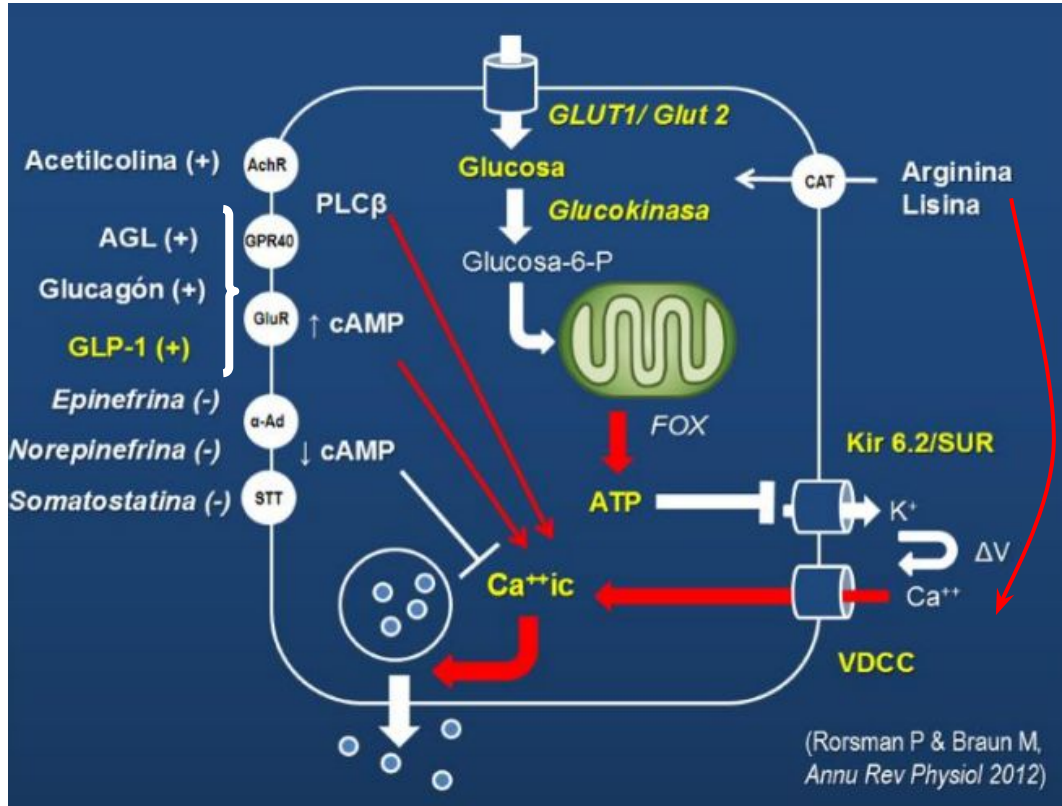 GLUT1/ Glut 2
Acetilcolina (+)
AchR
Glucosa
CAT
Arginina
Lisina
PLCβ
Glucokinasa
AGL (+)
GPR40
Glucosa-6-P
Glucagón (+)
GluR
↑ cAMP
GLP-1 (+)
Epinefrina (-)
α-Ad
FOX
Kir 6.2/SUR
Norepinefrina (-)
↓ cAMP
Somatostatina (-)
STT
ATP
K⁺
ΔV
Ca⁺⁺ic
Ca⁺⁺
VDCC
(Rorsman P & Braun M,
Annu Rev Physiol 2012)